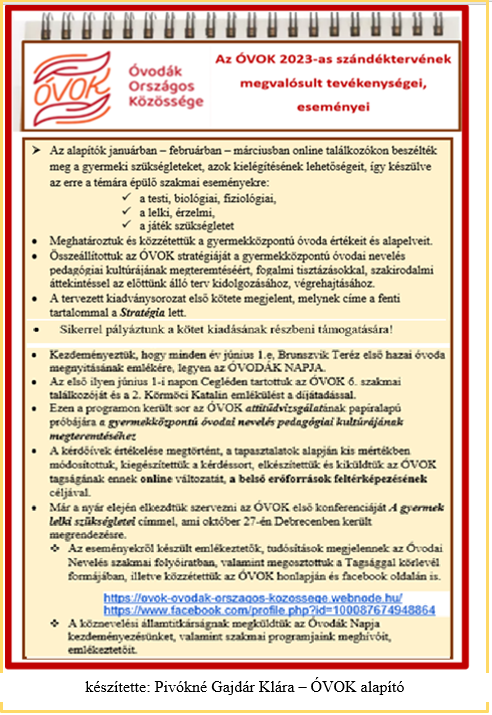 ÓVOK
Óvodák
Országos
Közössége
Az ÓVOK 2023-as szándéktervének
megvalósult tevékenységei,
eseményei
➢ Az alapítók januárban – februárban – márciusban online találkozókon beszélték
meg a gyermeki szükségleteket, azok kielégítésének lehetőségeit, így készülve
az erre a témára épülő szakmai eseményekre:
✓ a testi, biológiai, fiziológiai,
✓ a lelki, érzelmi,
✓ a játék szükségletet
• Meghatároztuk és közzétettük a gyermekközpontú óvoda értékeit és alapelveit.
• Összeállítottuk az ÓVOK stratégiáját a gyermekközpontú óvodai nevelés
pedagógiai kultúrájának megteremtéséért, fogalmi tisztázásokkal, szakirodalmi
áttekintéssel az előttünk álló terv kidolgozásához, végrehajtásához.
• A tervezett kiadványsorozat első kötete megjelent, melynek címe a fenti
tartalommal a Stratégia lett.
• Sikerrel pályáztunk a kötet kiadásának részbeni támogatására!
• Kezdeményeztük, hogy minden év június 1.e, Brunszvik Teréz első hazai óvoda
megnyitásának emlékére, legyen az ÓVODÁK NAPJA.
• Az első ilyen június 1-i napon Cegléden tartottuk az ÓVOK 6. szakmai
találkozóját és a 2. Körmöci Katalin emlékülést a díjátadással.
• Ezen a programon került sor az ÓVOK attitűdvizsgálatának papíralapú
próbájára a gyermekközpontú óvodai nevelés pedagógiai kultúrájának
megteremtéséhez
• A kérdőívek értékelése megtörtént, a tapasztalatok alapján kis mértékben
módosítottuk, kiegészítettük a kérdéssort, elkészítettük és kiküldtük az ÓVOK
tagságának ennek online változatát, a belső erőforrások feltérképezésének
céljával.
• Már a nyár elején elkezdtük szervezni az ÓVOK első konferenciáját A gyermek
lelki szükségletei címmel, ami október 27-én Debrecenben került
megrendezésre.
❖ Az eseményekről készült emlékeztetők, tudósítások megjelennek az Óvodai
Nevelés szakmai folyóiratban, valamint megosztottuk a Tagsággal körlevél
formájában, illetve közzétettük az ÓVOK honlapján és facebook oldalán is.
https://ovok-ovodak-orszagos-kozossege.webnode.hu/
https://www.facebook.com/profile.php?id=100087674948864
❖ A köznevelési államtitkárságnak megküldtük az Óvodák Napja
kezdeményezésünket, valamint szakmai programjaink meghívóit,
emlékeztetőit.
készítette: Pivókné Gajdár Klára – ÓVOK alapító